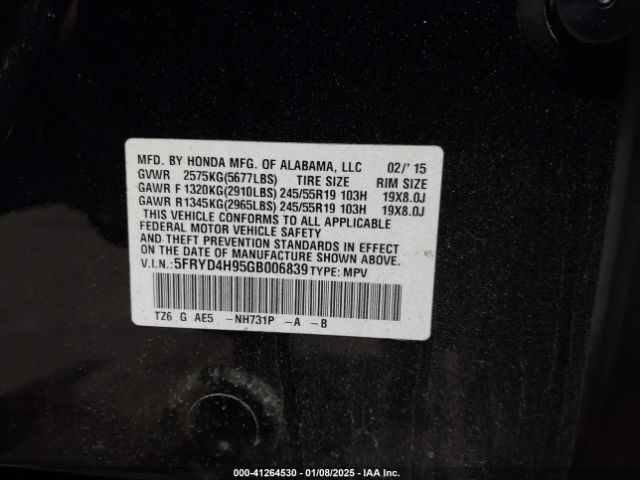 MFD. BY HONDA MFG. OF ALABAMA, LLC 02/'15
GVWR 2575KG(5677LBS) TIRE SIZE RIM SIZE
GAWR F 1320KG(2910LBS) 245/55R19 103H 19X8.0J
GAWR R1345KG(2965LBS) 245/55R19 103H 19X8.0J
THIS VEHICLE CONFORMS TO ALL APPLICABLE
FEDERAL MOTOR VEHICLE SAFETY
AND THEFT PREVENTION STANDARDS IN EFFECT
ON THE DATE OF MANUFACTURE SHOWN ABOVE.
V.I.N.:5FRYD4H95GB006839 TYPE: MPV
TZ6 G AE5 -NH731P -A -B
000-41264530 - 01/08/2025 - IAA Inc.